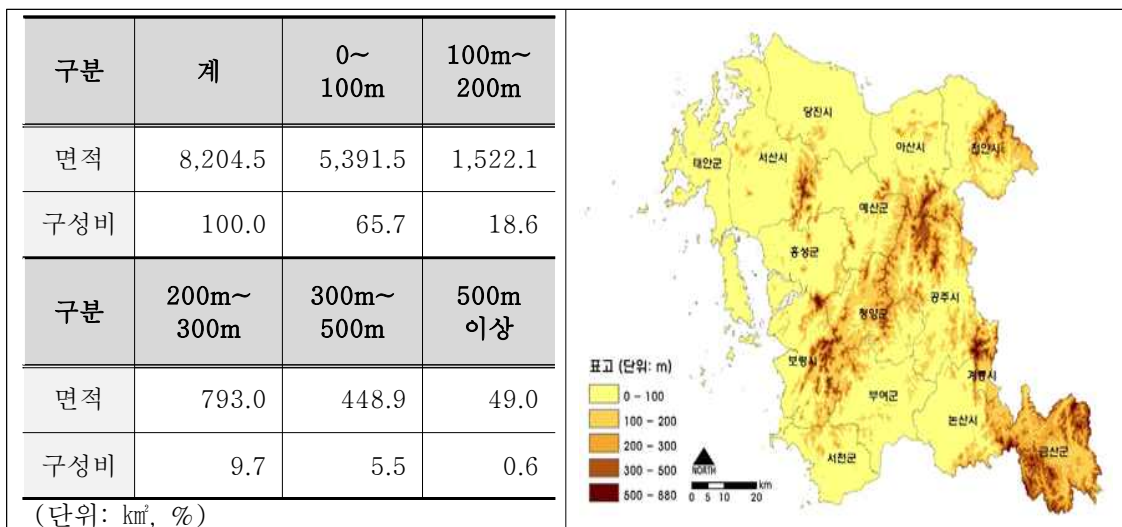 구분 계 0~ 100m 100m~ 200m
면적 8,204.5 5,391.5 1,522.1
구성비 100.0 65.7 18.6
구분 200m~ 300m 300m~ 500m 500m 이상
면적 793.0 448.9 49.0
구성비 9.7 5.5 0.6
(단위: ㎢, %)
당진시
아산시
천안시
태안군
서산시
예산군
홍성군
공주시
청양군
보령시
계룡시
부여군
논산시
금산군
서천군
표고 (단위: m)
0 - 100
100 - 200
200 - 300
300 - 500
500 - 880
NORTH
km
0 5 10 20